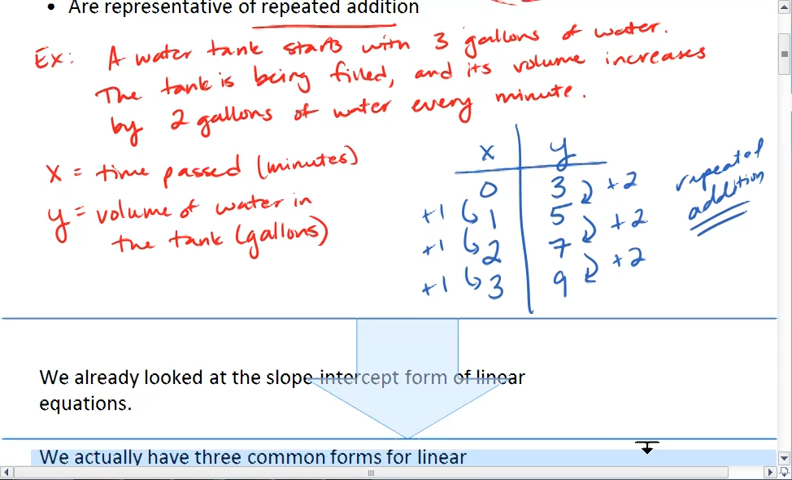 • Are representative of repeated addition
Ex: A water tank starts with 3 gallons of water.
The tank is being filled, and its volume increases
by 2 gallons of water every minute.
x = time passed (minutes)
y = volume of water in
the tank (gallons)
x y
0 3 +2
+1 1 5 +2
+1 2 7 +2
+1 3 9
repeated
addition
We already looked at the slope intercept form of linear
equations.
We actually have three common forms for linear